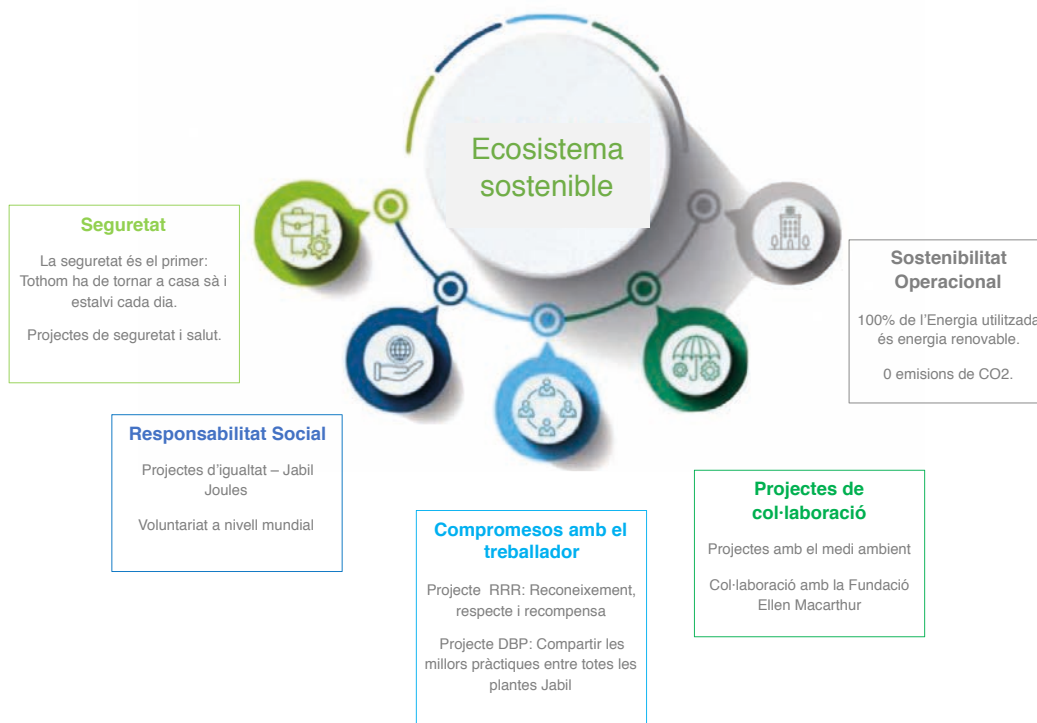 Ecosistema
sostenible
Seguretat
La seguretat és el primer:
Tothom ha de tornar a casa sà i
estalvi cada dia.
Projectes de seguretat i salut.
Responsabilitat Social
Projectes d'igualtat – Jabil
Joules
Voluntariat a nivell mundial
Compromesos amb el
treballador
Projecte RRR: Reconeixement,
respecte i recompensa
Projecte DBP: Compartir les
millors pràctiques entre totes les
plantes Jabil
Projectes de
col·laboració
Projectes amb el medi ambient
Col·laboració amb la Fundació
Ellen Macarthur
Sostenibilitat
Operacional
100% de l'Energia utilitzada
és energia renovable.
0 emisions de CO2.